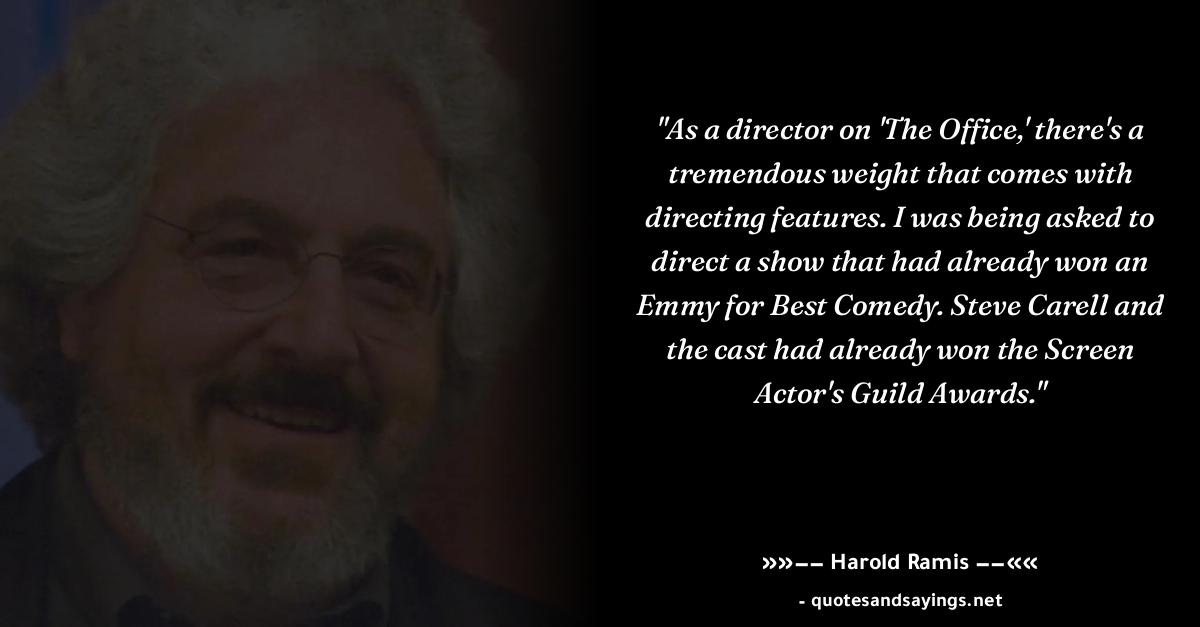 "As a director on 'The Office,' there's a
tremendous weight that comes with
directing features. I was being asked to
direct a show that had already won an
Emmy for Best Comedy. Steve Carell and
the cast had already won the Screen
Actor's Guild Awards."
»»–– Harold Ramis ––««
- quotesandsayings.net